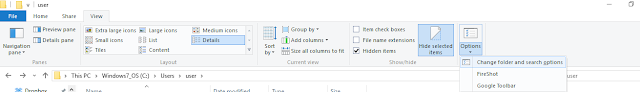 user
File Home Share View
Navigation pane
Preview pane
Details pane
Panes
Extra large icons Large icons Medium icons
Small icons List Details
Tiles Content
Layout
Sort by
Group by
Add columns
Size all columns to fit
Current view
Item check boxes
File name extensions
Hidden items
Hide selected items
Show/hide
Options
Change folder and search options
FireShot
Google Toolbar
This PC > Windows7_OS (C:) > Users > user >
Dropbox Name Date modified Type Size